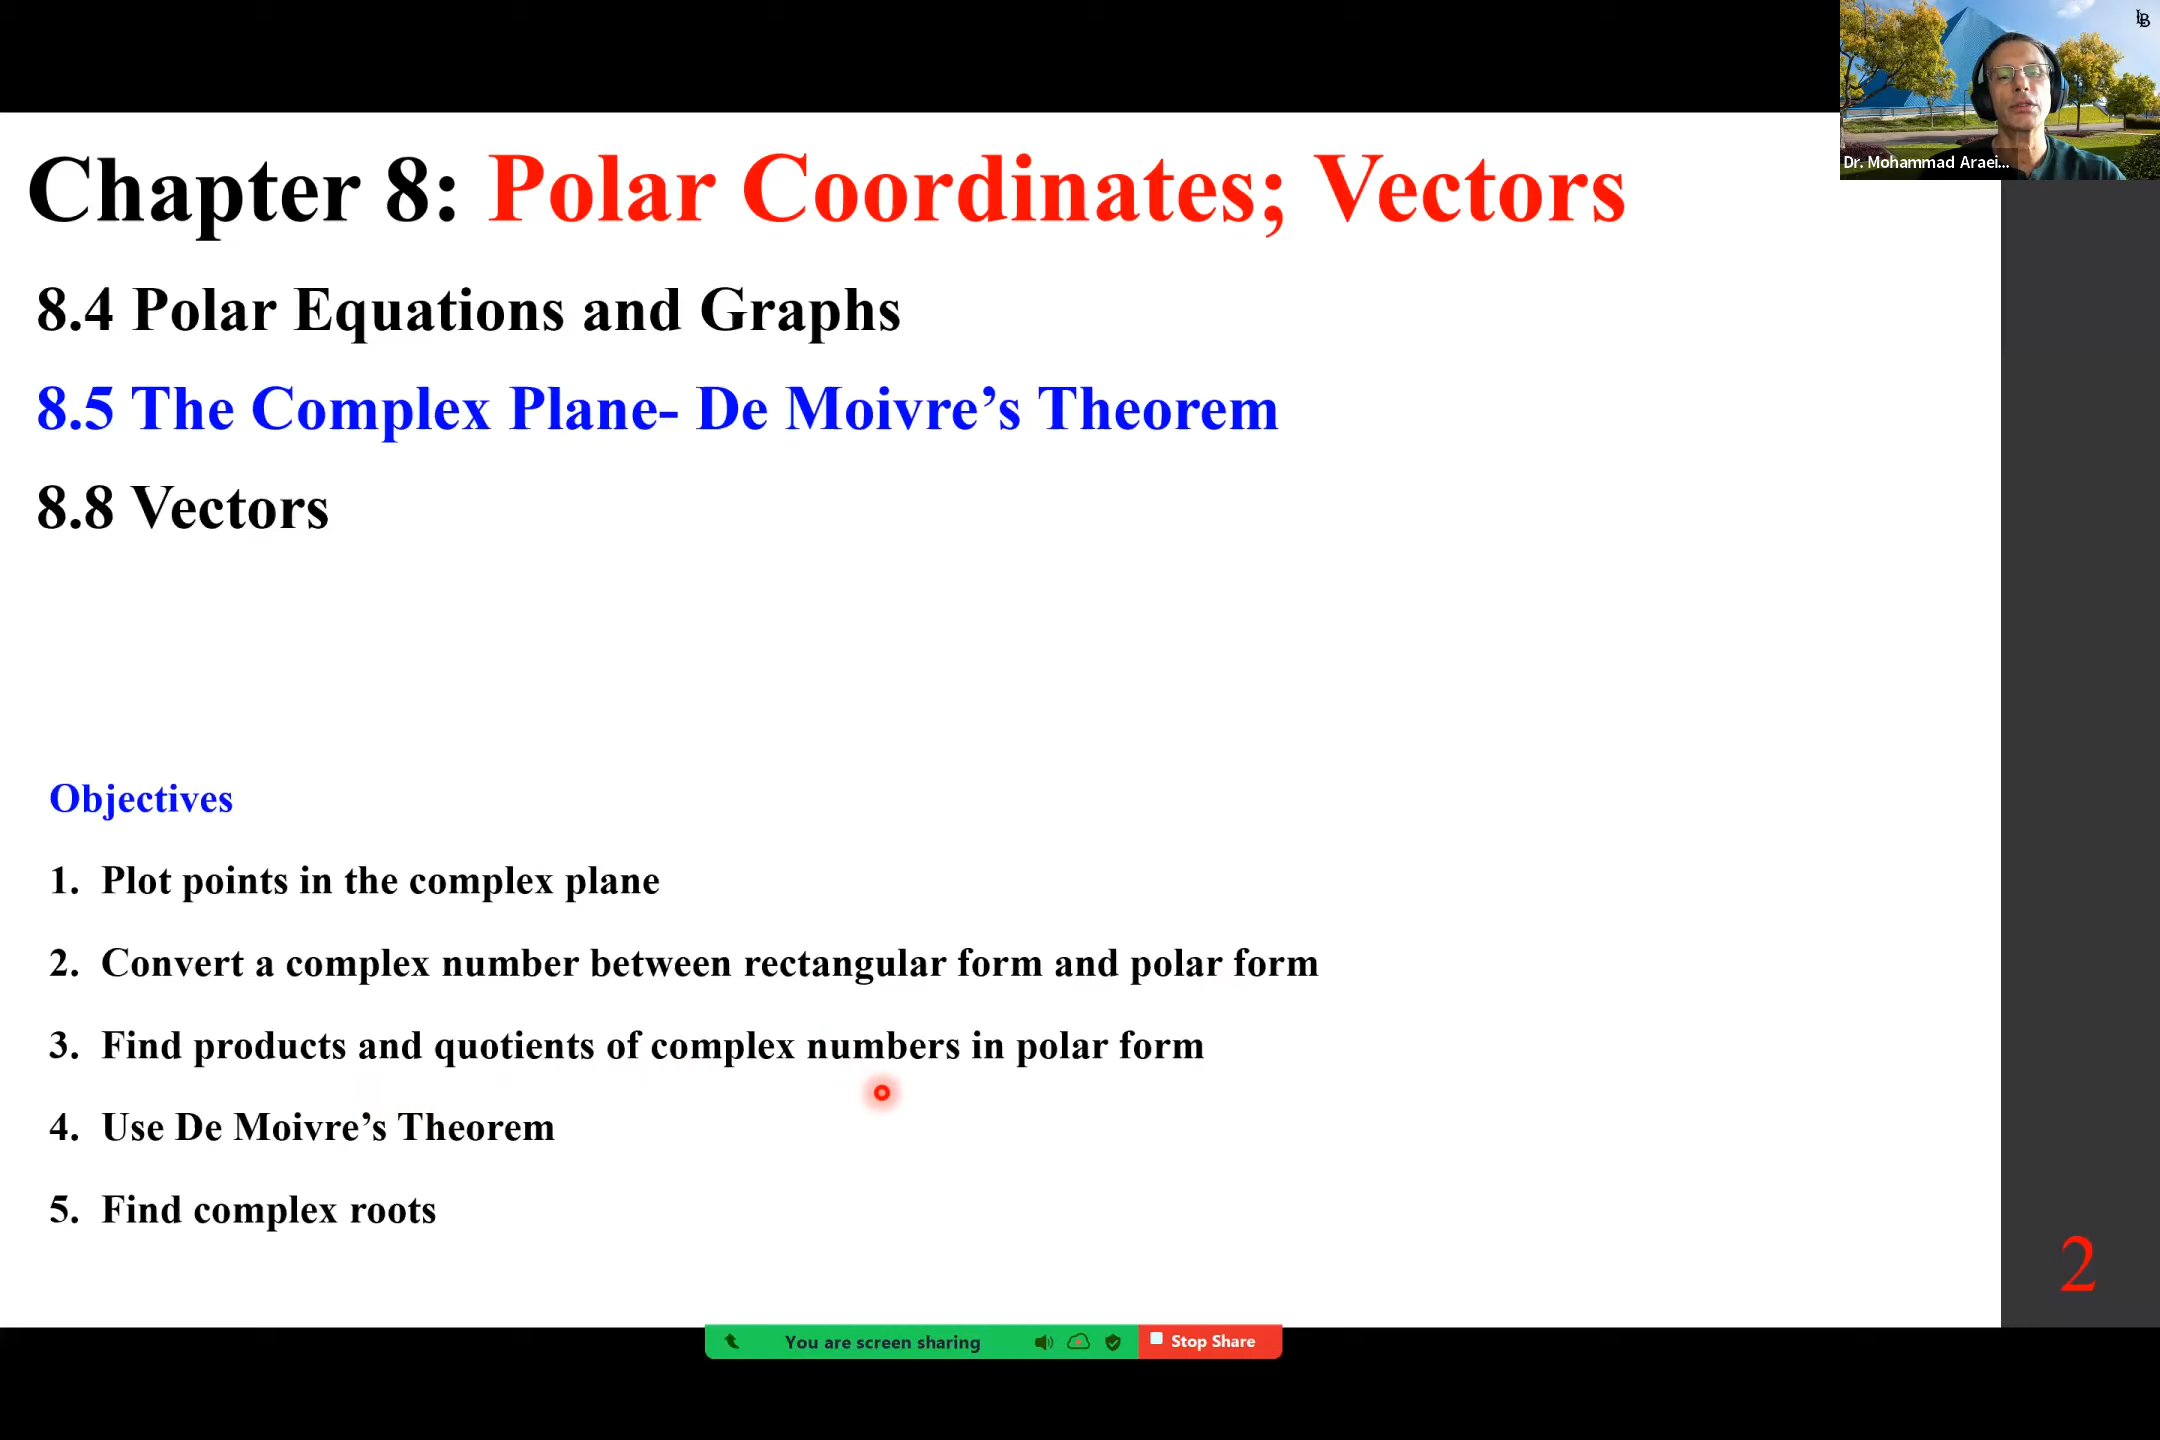 Chapter 8: Polar Coordinates; Vectors
8.4 Polar Equations and Graphs
8.5 The Complex Plane- De Moivre’s Theorem
8.8 Vectors
Objectives
1. Plot points in the complex plane
2. Convert a complex number between rectangular form and polar form
3. Find products and quotients of complex numbers in polar form
4. Use De Moivre’s Theorem
5. Find complex roots
2
LB
Dr. Mohammad Araei...
You are screen sharing
Stop Share